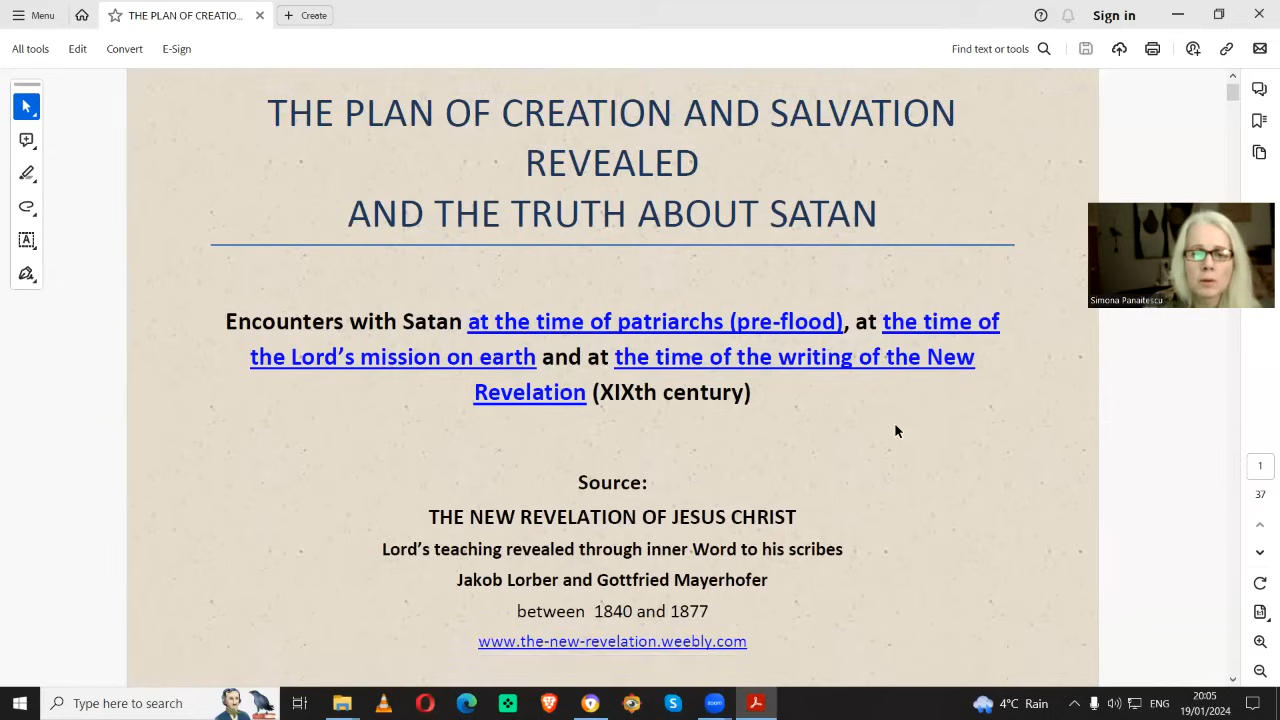 Menu
THE PLAN OF CREATIO...
Create
Sign in
All tools
Edit
Convert
E-Sign
Find text or tools
THE PLAN OF CREATION AND SALVATION
REVEALED
AND THE TRUTH ABOUT SATAN
Encounters with Satan at the time of patriarchs (pre-flood), at the time of
the Lord's mission on earth and at the time of the writing of the New
Revelation (XIXth century)
Simona Panaitescu
Source:
THE NEW REVELATION OF JESUS CHRIST
Lord's teaching revealed through inner Word to his scribes
Jakob Lorber and Gottfried Mayerhofer
between 1840 and 1877
www.the-new-revelation.weebly.com
1
37
Type here to search
zoom
4°C Rain
ENG
20:05
19/01/2024